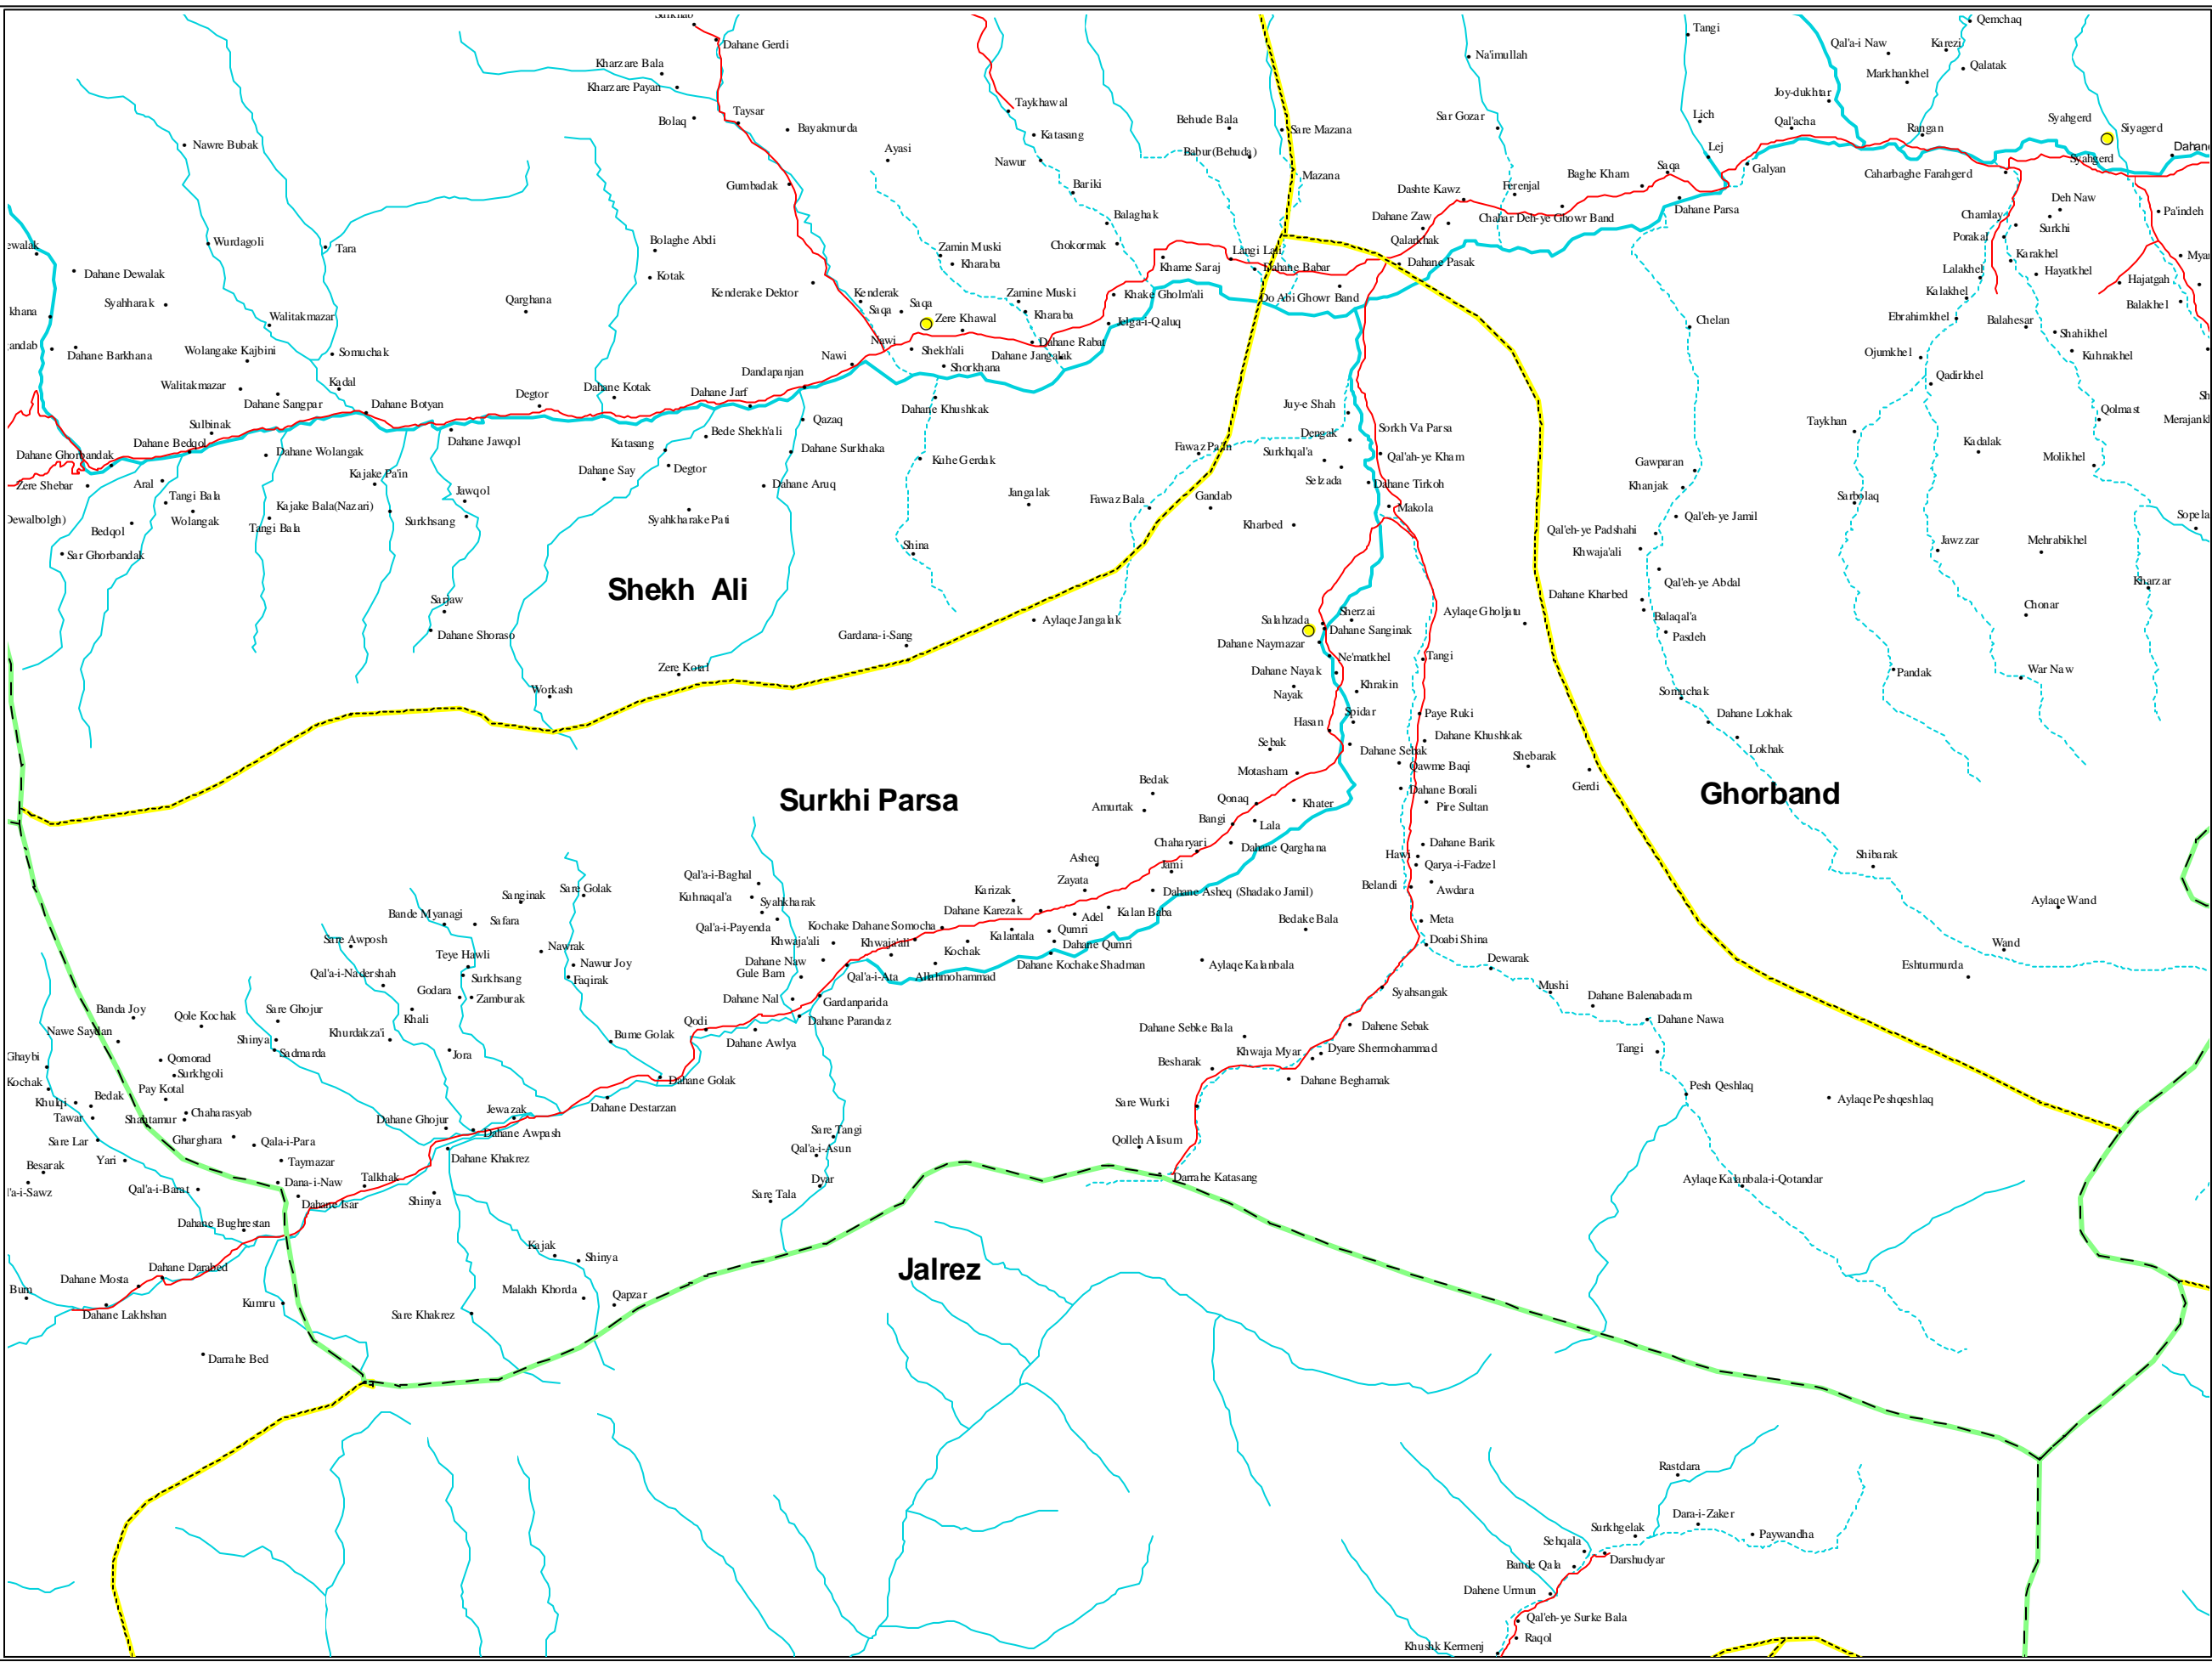 Surkhab
Dahane Gerdi
Kharzare Bala
Kharzare Payan
Taysar
Bolaq
Bayakmurda
Ayasi
Gumbadak
Nawre Bubak
Wurdagoli
Tara
Bolaghe Abdi
Kotak
Dahane Dewalak
Syahharak
Walitakmazar
Qarghana
Kenderake Dektor
Kenderak
Saqa
Saqa
Zere Khawal
Taykhawal
Katasang
Nawur
Bariki
Balaghak
Chokormak
Zamin Muski
Kharaba
Zamine Muski
Kharaba
Khake Gholm'ali
Jelga-i-Qaluq
Behude Bala
Babur(Behuda)
Sare Mazana
Mazana
Khame Saraj
Langi Lali
Dahane Babar
Do Abi Ghowr Band
Na'imullah
Sar Gozar
Dashte Kawz
Ferenjal
Baghe Kham
Saqa
Dahane Zaw
Chahar Deh-ye Ghowr Band
Qalarkhak
Dahane Pasak
Dahane Parsa
Tangi
Lich
Lej
Galyan
Qal'acha
Joy-dukhtar
Qal'a-i Naw
Markhankhel
Karezi
Qemchaq
Qalatak
Rangan
Caharbaghe Farahgerd
Syahgerd
Siyagerd
Syahgerd
Dahane
Deh Naw
Surkhi
Chamlay
Porakal
Karakhel
Hayatkhel
Lalakhel
Kalakhel
Pa'indeh
Hajatgah
Balakhel
Ebrahimkhel
Balahesar
Shahikhel
Kuhnakhel
Ojumkhel
Qadirkhel
Qolmast
Molikhel
Taykhan
Kadalak
Chelan
Gawparan
Khanjak
Qal'eh-ye Padshahi
Qal'eh-ye Jamil
Khwaja'ali
Qal'eh-ye Abdal
Dahane Kharbed
Balaqal'a
Pasdeh
Sarbolaq
Jawzzar
Mehrabikhel
Kharzar
Chonar
Pandak
War Naw
Dahane Barkhana
Wolangake Kajbini
Somuchak
Walitakmazar
Kadal
Dahane Sangpar
Dahane Botyan
Sulbinak
Dahane Bedqol
Dahane Ghorbandak
Zere Shebar
Dahane Wolangak
Dahane Jawqol
Degtor
Dahane Kotak
Dahane Jarf
Dandapanjan
Nawi
Nawi
Shekh'ali
Shorkhana
Dahane Jangalak
Dahane Rabat
Dahane Khushkak
Qazaq
Bede Shekh'ali
Katasang
Degtor
Dahane Say
Dahane Surkhaka
Dahane Aruq
Kuhe Gerdak
Aral
Tangi Bala
Wolangak
Bedqol
Sar Ghorbandak
Kajake Pa'in
Kajake Bala(Nazari)
Tangi Bala
Jawqol
Surkhsang
Syahkharake Pati
Jangalak
Fawaz Bala
Fawaz Pa'in
Gandab
Kharbed
Shina
Juy-e Shah
Dengak
Surkhqal'a
Selzada
Sorkh Va Parsa
Qal'ah-ye Kham
Dahane Tirkoh
Makola
Sarjaw
Dahane Shoraso
Shekh Ali
Gardana-i-Sang
Aylaqe Jangalak
Zere Kotal
Workash
Salahzada
Sherzai
Dahane Sanginak
Dahane Naymazar
Ne'matkhel
Dahane Nayak
Nayak
Khrakin
Hasan
Spidar
Sebak
Dahane Sebak
Motasham
Aylaqe Gholjatu
Tangi
Paye Ruki
Dahane Khushkak
Qawme Baqi
Dahane Borali
Pire Sultan
Shebarak
Gerdi
Somuchak
Dahane Lokhak
Lokhak
Surkhi Parsa
Ghorband
Bedak
Amurtak
Qonaq
Khater
Bangi
Lala
Chaharyari
Dahane Qarghana
Jami
Asheq
Zayata
Dahane Asheq (Shadako Jamil)
Karizak
Dahane Karezak
Adel
Kalan Baba
Qumri
Dahane Qumri
Kalantala
Dahane Kochake Shadman
Dahane Barik
Hawi
Qarya-i-Fadzel
Belandi
Awdara
Meta
Doabi Shina
Bedake Bala
Aylaqe Kalanbala
Dewarak
Mushi
Syahsangak
Dahane Balenabadam
Dahane Nawa
Tangi
Pesh Qeshlaq
Aylaqe Peshqeshlaq
Aylaqe Kalanbala-i-Qotandar
Shibarak
Aylaqe Wand
Wand
Eshturmurda
Qal'a-i-Baghal
Kuhnaqal'a
Syahkharak
Qal'a-i-Payenda
Kochake Dahane Somocha
Khwaja'ali
Khwaja'ali
Kochak
Dahane Naw
Gule Bam
Qal'a-i-Ata
Allahmohammad
Dahane Nal
Gardanparida
Dahane Parandaz
Dahane Awlya
Qodi
Sanginak
Sare Golak
Bande Myanagi
Safara
Sare Awposh
Nawrak
Teye Hawli
Nawur Joy
Surkhsang
Faqirak
Qal'a-i-Nadershah
Godara
Zamburak
Khali
Khurdakza'i
Jora
Bume Golak
Dahane Golak
Dahane Destarzan
Banda Joy
Nawe Saydan
Qole Kochak
Sare Ghojur
Shinya
Sadmarda
Qomorad
Surkhgoli
Pay Kotal
Ghaybi
Kochak
Khulqi
Bedak
Tawar
Shahtamur
Chaharasyab
Sare Lar
Gharghara
Qala-i-Para
Yari
Taymazar
Besarak
Qal'a-i-Barat
Dana-i-Naw
Dahane Isar
Talkhak
Dahane Ghojur
Jewazak
Dahane Awpash
Dahane Khakrez
Shinya
Dahane Bughrestan
Dahane Darabed
Dahane Mosta
Dahane Lakhshan
Kumru
Darrahe Bed
Sare Khakrez
Kajak
Shinya
Malakh Khorda
Qapzar
Sare Tangi
Qal'a-i-Asun
Dyar
Sare Tala
Dahane Sebke Bala
Dahene Sebak
Khwaja Myar
Dyare Shermohammad
Besharak
Dahane Beghamak
Sare Wurki
Qolleh Alisum
Darrahe Katasang
Jalrez
Rastdara
Dara-i-Zaker
Surkhgelak
Paywandha
Sehqala
Darshudyar
Bande Qala
Dahene Urmun
Qal'eh-ye Surke Bala
Raqol
Khushk Kermenj